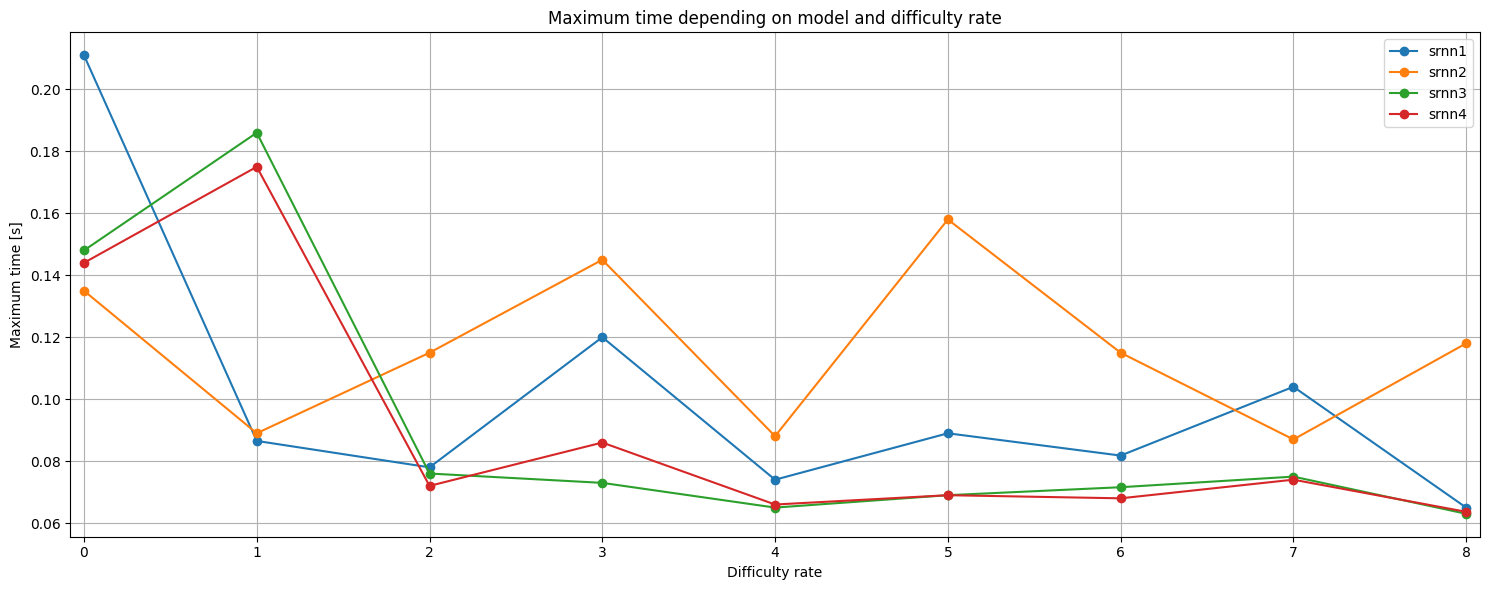 Maximum time depending on model and difficulty rate
srnn1
srnn2
srnn3
srnn4
Maximum time [s]
0.20
0.18
0.16
0.14
0.12
0.10
0.08
0.06
0 1 2 3 4 5 6 7 8
Difficulty rate